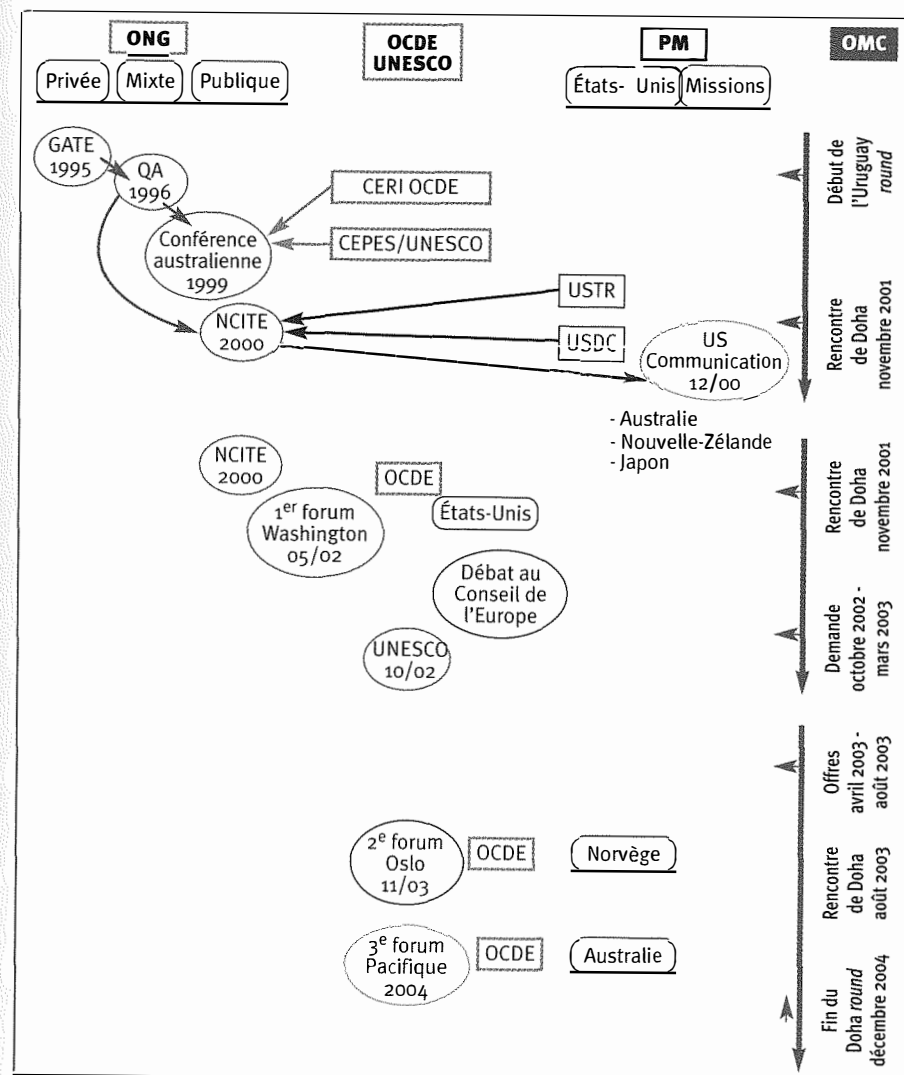 ONG
OCDE
UNESCO
PM
OMC
Privée
Mixte
Publique
États- Unis
Missions
GATE
1995
QA
1996
CERI OCDE
Conférence
australienne
1999
CEPES/UNESCO
USTR
NCITE
2000
USDC
US
Communication
12/00
- Australie
- Nouvelle-Zélande
- Japon
Début de
l'Uruguay
round
Rencontre
de Doha
novembre 2001
NCITE
2000
OCDE
1er forum
Washington
05/02
États-Unis
Débat au
Conseil de
l'Europe
UNESCO
10/02
Rencontre
de Doha
novembre 2001
Demande
octobre 2002 -
mars 2003
Offres
avril 2003 -
août 2003
2e forum
Oslo
11/03
OCDE
Norvège
Rencontre
de Doha
août 2003
3e forum
Pacifique
2004
OCDE
Australie
Fin du
Doha round
décembre 2004